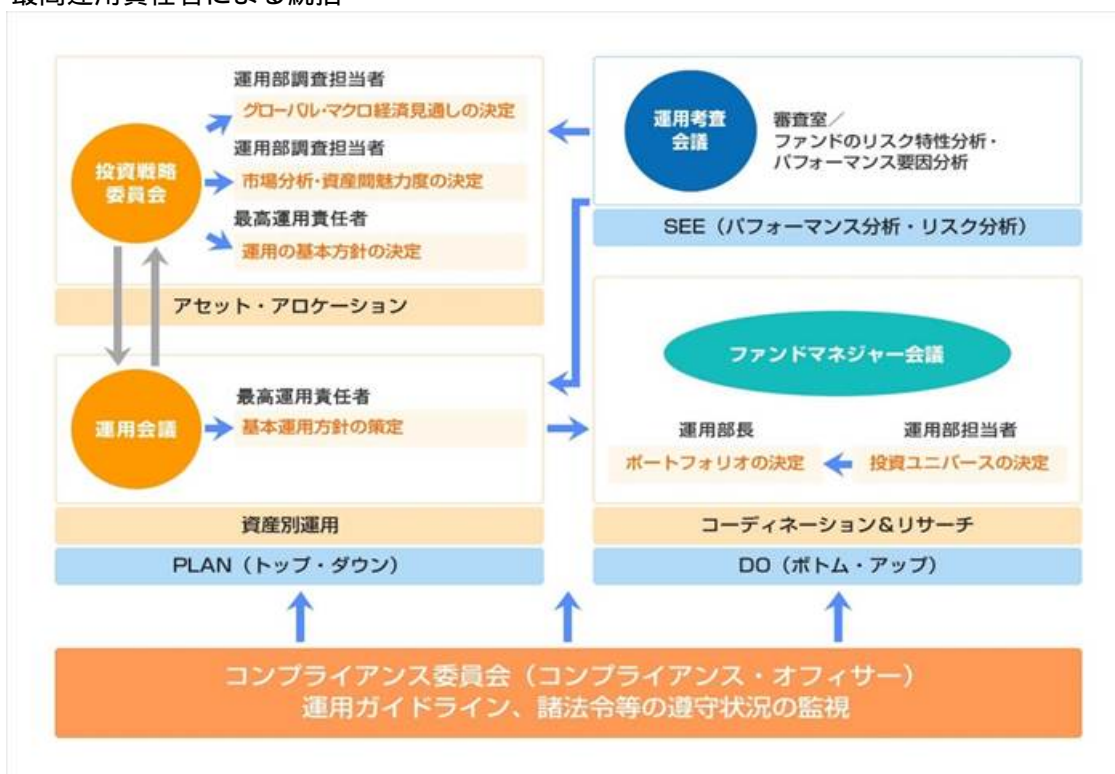 最高運用責任者による統括
運用部調査担当者
グローバル・マクロ経済見通しの決定
運用部調査担当者
市場分析・資産間魅力度の決定
最高運用責任者
運用の基本方針の決定
投資戦略
委員会
アセット・アロケーション
運用考査
会議
審査室／
ファンドのリスク特性分析・
パフォーマンス要因分析
SEE（パフォーマンス分析・リスク分析）
運用会議
最高運用責任者
基本運用方針の策定
資産別運用
PLAN（トップ・ダウン）
ファンドマネジャー会議
運用部長
ポートフォリオの決定
運用部担当者
投資ユニバースの決定
コーディネーション＆リサーチ
DO（ボトム・アップ）
コンプライアンス委員会（コンプライアンス・オフィサー）
運用ガイドライン、諸法令等の遵守状況の監視